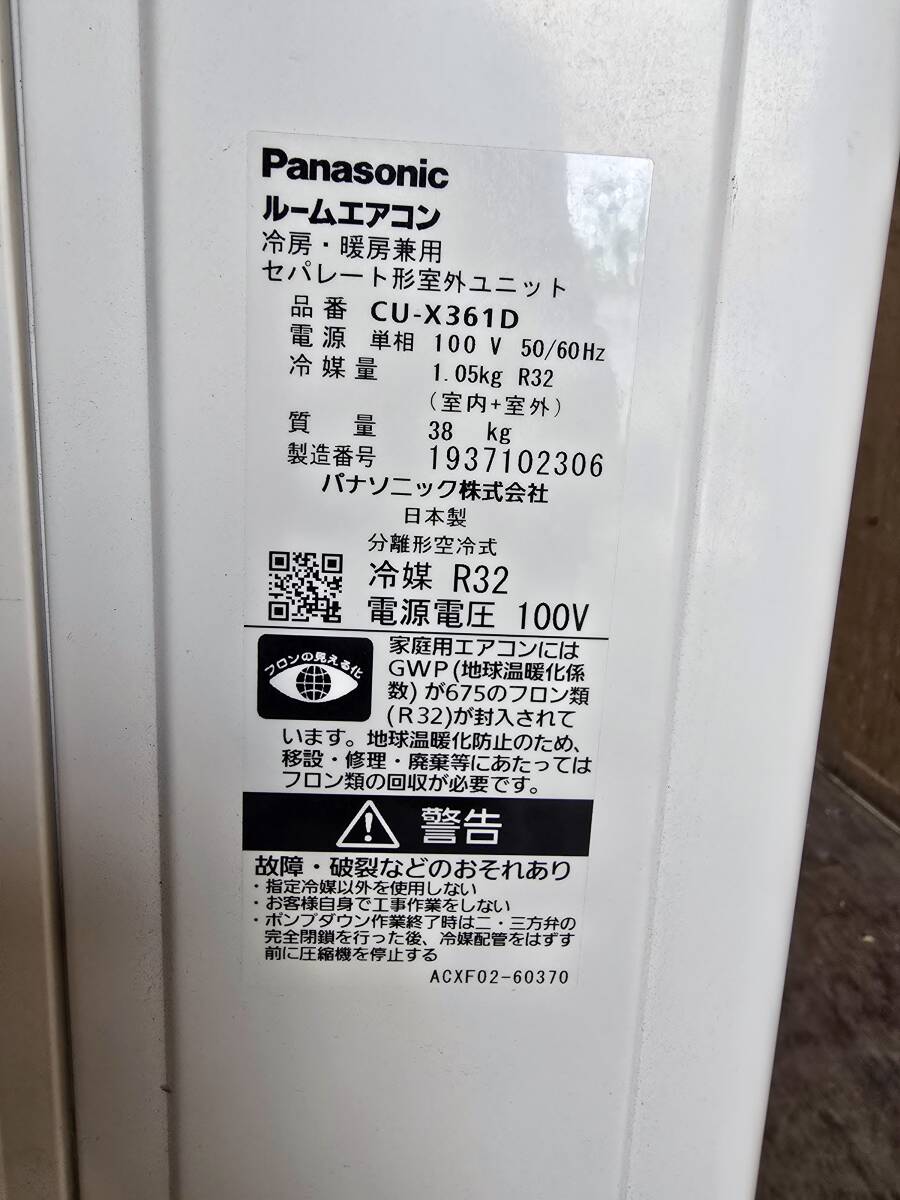 Panasonic
ルームエアコン
冷房・暖房兼用
セパレート形室外ユニット
品番 CU-X361D
電源 単相 100 V 50/60Hz
冷媒量 1.05kg R32
(室内+室外)
質量 38 kg
製造番号 1937102306
パナソニック株式会社
日本製
分離形空冷式
冷媒 R32
電源電圧 100V
フロンの見える化
家庭用エアコンには
GWP(地球温暖化係
数)が675のフロン類
(R32)が封入されて
います。地球温暖化防止のため、
移設・修理・廃棄等にあたっては
フロン類の回収が必要です。
警告
故障・破裂などのおそれあり
・指定冷媒以外を使用しない
・お客様自身で工事作業をしない
・ポンプダウン作業終了時は二・三方弁の
完全閉鎖を行った後、冷媒配管をはずす
前に圧縮機を停止する
ACXF02-60370